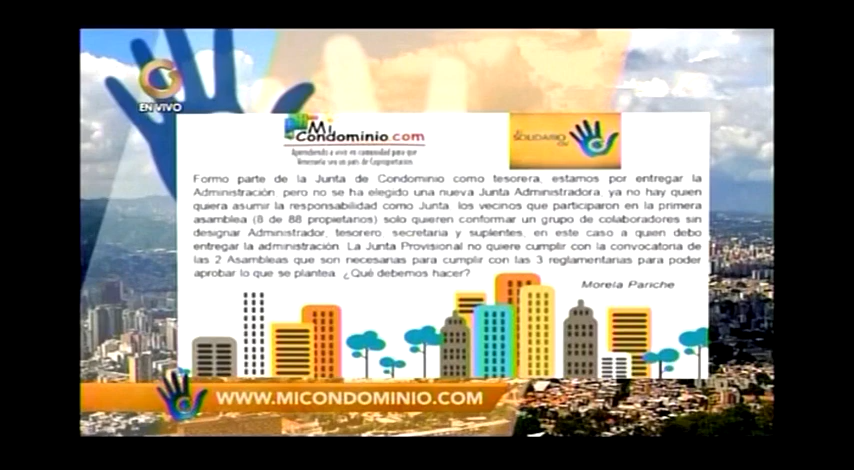 EN VIVO
Mi
Condominio.com
Aprendiendo a vivir en comunidad para que
Venezuela sea un país de Copropietarios
SOLIDARIO
Formo parte de la Junta de Condominio como tesorera, estamos por entregar la
Administración pero no se ha elegido una nueva Junta Administradora, ya no hay quien
quiera asumir la responsabilidad como Junta. los vecinos que participaron en la primera
asamblea (8 de 88 propietarios) solo quieren conformar un grupo de colaboradores sin
designar Administrador, tesorero, secretaria y suplentes, en este caso a quien debo
entregar la administración. La Junta Provisional no quiere cumplir con la convocatoria de
las 2 Asambleas que son necesarias para cumplir con las 3 reglamentarias para poder
aprobar lo que se plantea. ¿Qué debemos hacer?
Morela Pariche
WWW.MICONDOMINIO.COM